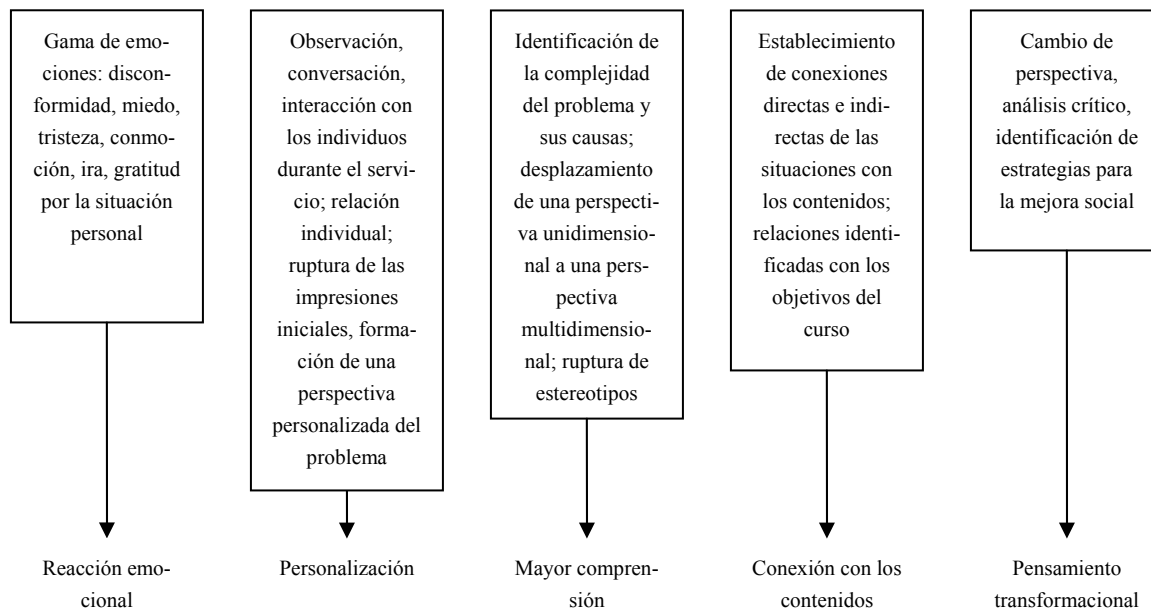 Gama de emo-
ciones: discon-
formidad, miedo,
tristeza, conmo-
ción, ira, gratitud
por la situación
personal
Observación,
conversación,
interacción con
los individuos
durante el servi-
cio; relación
individual;
ruptura de las
impresiones
iniciales, forma-
ción de una
perspectiva
personalizada del
problema
Identificación de
la complejidad
del problema y
sus causas;
desplazamiento
de una perspecti-
va unidimensio-
nal a una pers-
pectiva
multidimensio-
nal; ruptura de
estereotipos
Establecimiento
de conexiones
directas e indi-
rectas de las
situaciones con
los contenidos;
relaciones identi-
ficadas con los
objetivos del
curso
Cambio de
perspectiva,
análisis crítico,
identificación de
estrategias para
la mejora social
Reacción emo-
cional
Personalización
Mayor compren-
sión
Conexión con los
contenidos
Pensamiento
transformacional